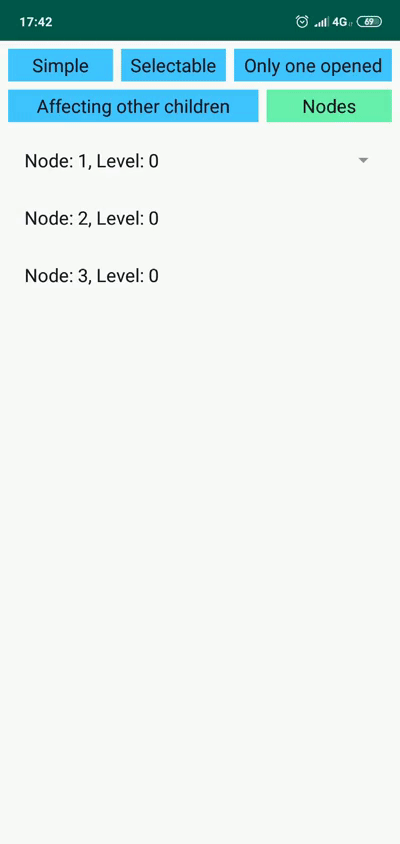 17:42 4G 69
Simple Selectable Only one opened
Affecting other children Nodes
Node: 1, Level: 0
Node: 2, Level: 0
Node: 3, Level: 0